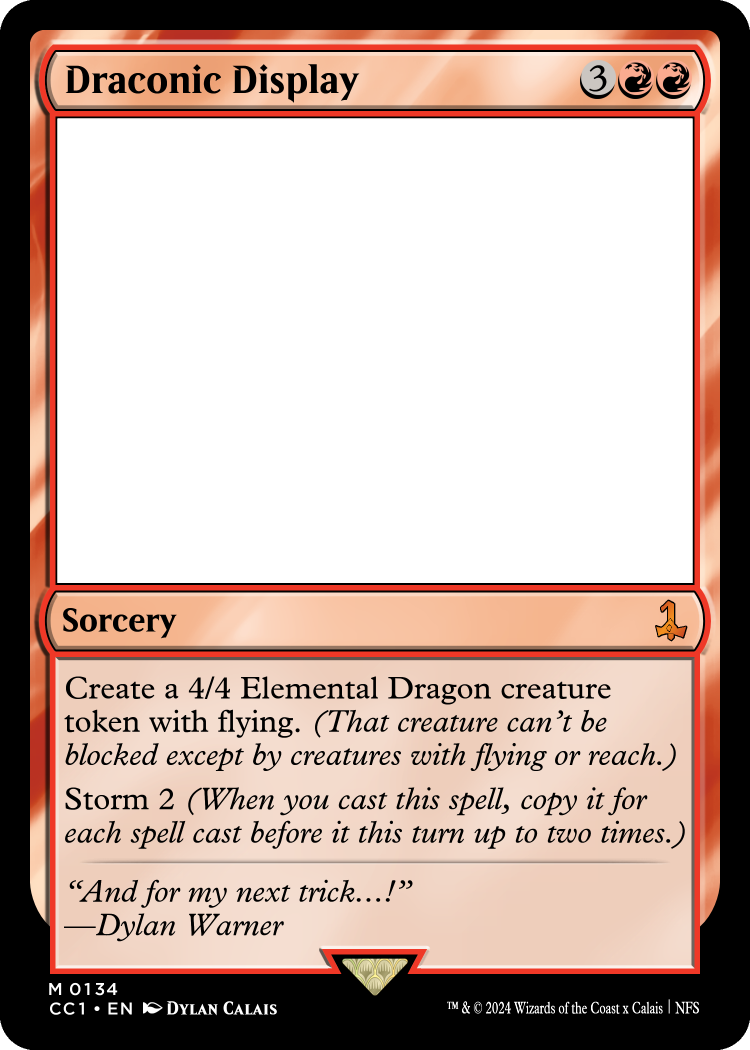 Draconic Display 3
Sorcery
Create a 4/4 Elemental Dragon creature
token with flying. (That creature can't be
blocked except by creatures with flying or reach.)
Storm 2 (When you cast this spell, copy it for
each spell cast before it this turn up to two times.)
“And for my next trick…!”
—Dylan Warner
M 0134
CC1 • EN Dylan Calais
™ & © 2024 Wizards of the Coast x Calais | NFS